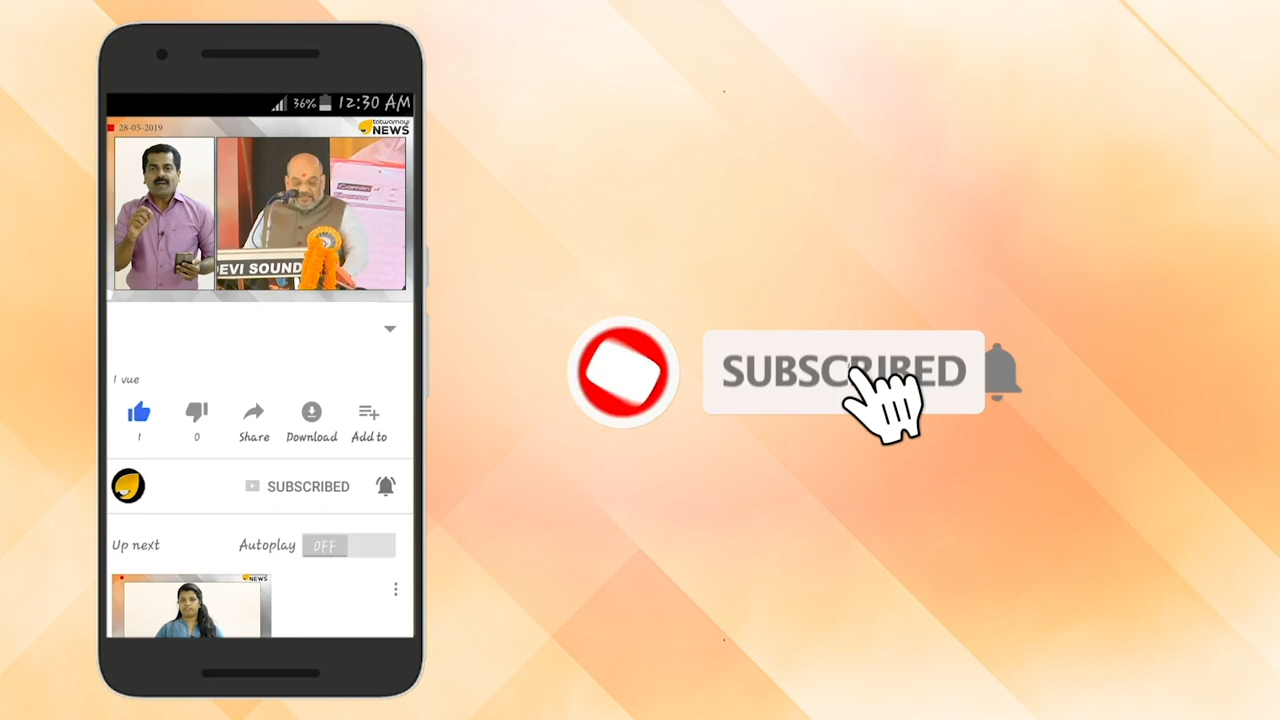 36% 12:30 AM
28-05-2019
tatwamayi
NEWS
DEVI SOUND
1 vue
1
0
Share
Download
Add to
SUBSCRIBED
Up next
Autoplay
OFF
NEWS
SUBSCRIBED